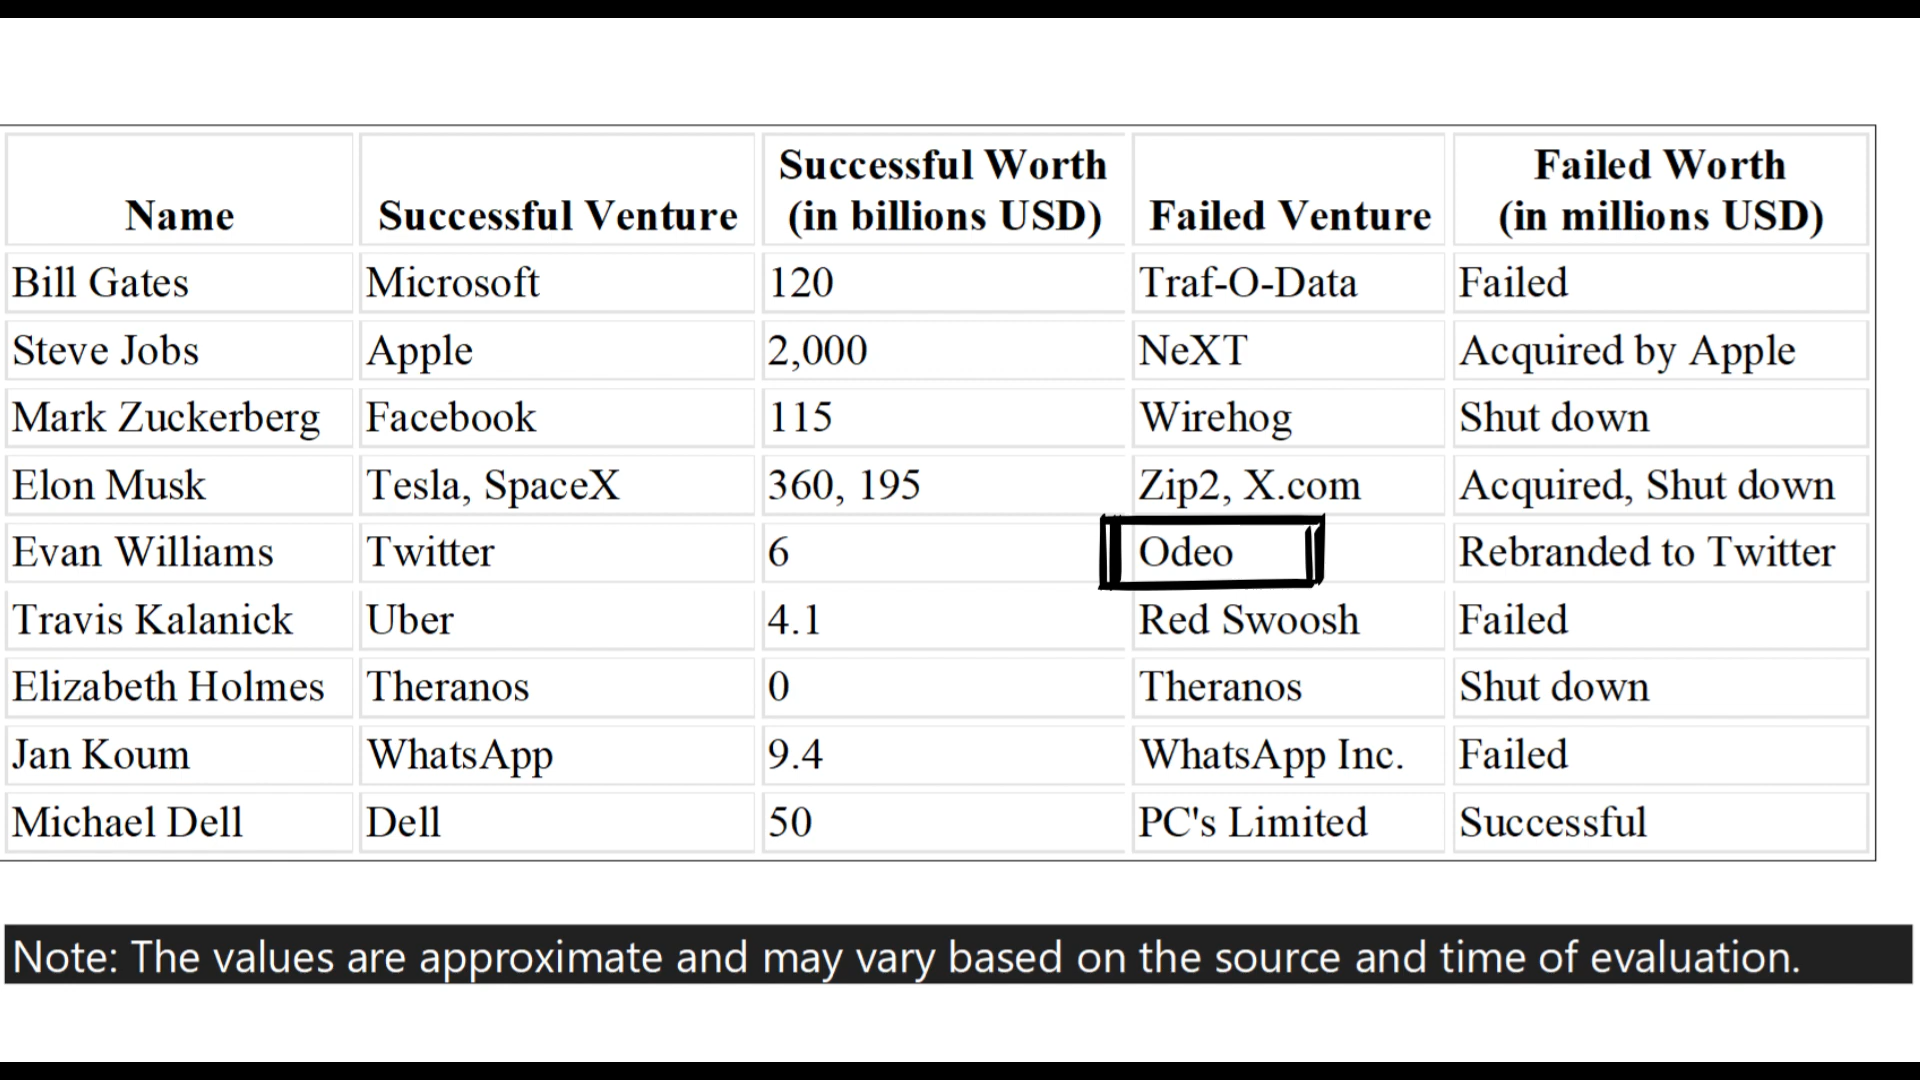 Name Successful Venture Successful Worth (in billions USD) Failed Venture Failed Worth (in millions USD)
Bill Gates Microsoft 120 Traf-O-Data Failed
Steve Jobs Apple 2,000 NeXT Acquired by Apple
Mark Zuckerberg Facebook 115 Wirehog Shut down
Elon Musk Tesla, SpaceX 360, 195 Zip2, X.com Acquired, Shut down
Evan Williams Twitter 6 Odeo Rebranded to Twitter
Travis Kalanick Uber 4.1 Red Swoosh Failed
Elizabeth Holmes Theranos 0 Theranos Shut down
Jan Koum WhatsApp 9.4 WhatsApp Inc. Failed
Michael Dell Dell 50 PC's Limited Successful
Note: The values are approximate and may vary based on the source and time of evaluation.